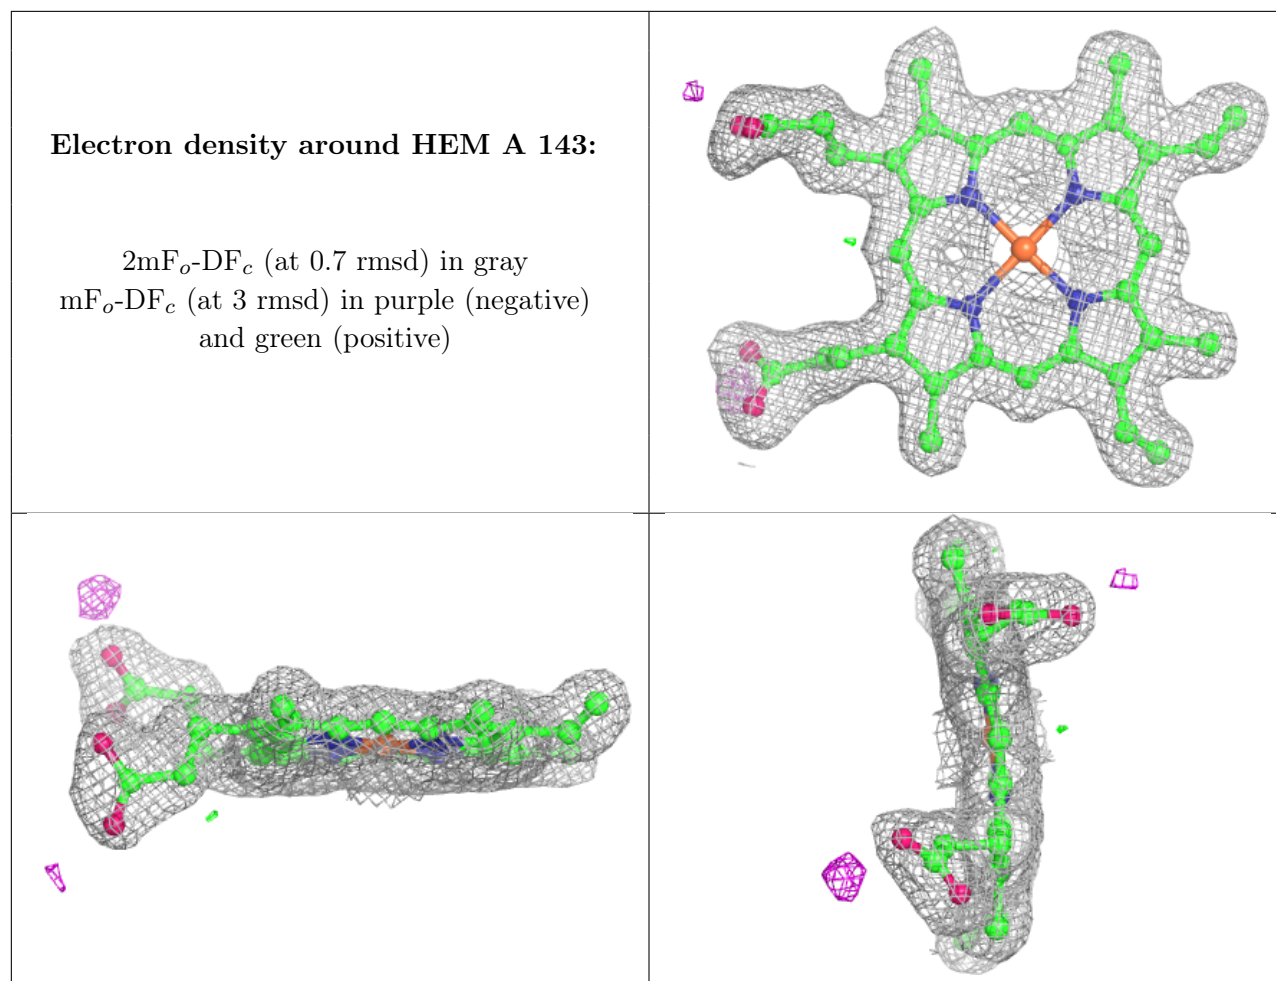 Electron density around HEM A 143:
2mFo-DFc (at 0.7 rmsd) in gray
mFo-DFc (at 3 rmsd) in purple (negative)
and green (positive)